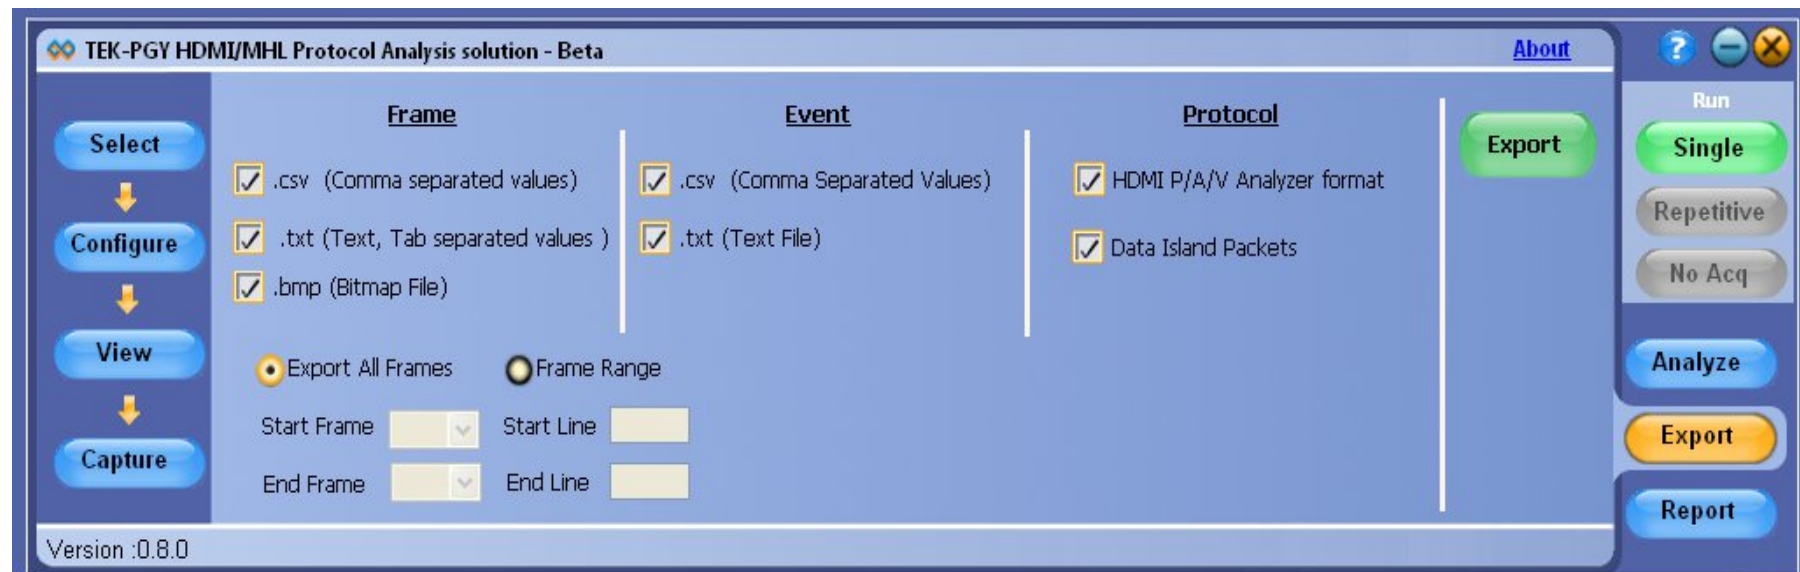 TEK-PGY HDMI/MHL Protocol Analysis solution - Beta
About
?
Select
Configure
View
Capture
Frame
.csv (Comma separated values)
.txt (Text, Tab separated values )
.bmp (Bitmap File)
Event
.csv (Comma Separated Values)
.txt (Text File)
Protocol
HDMI P/A/V Analyzer format
Data Island Packets
Export All Frames
Frame Range
Start Frame
Start Line
End Frame
End Line
Export
Run
Single
Repetitive
No Acq
Analyze
Export
Report
Version :0.8.0